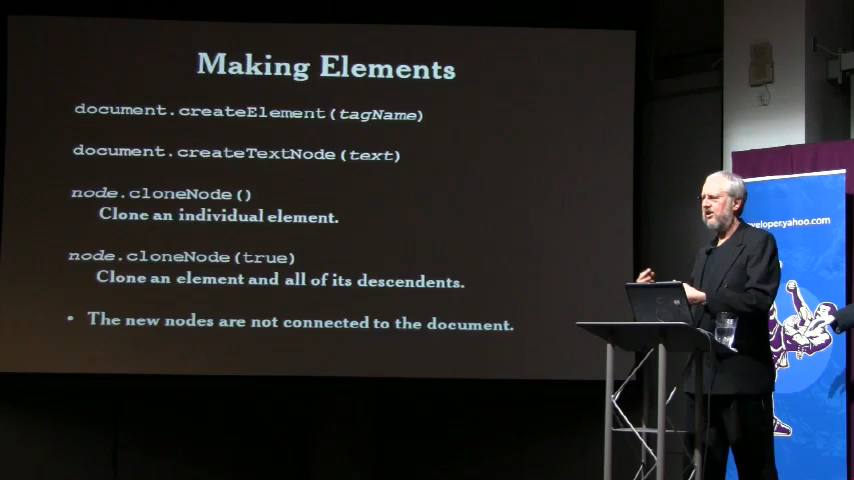 Making Elements
document.createElement(tagName)
document.createTextNode(text)
node.cloneNode()
Clone an individual element.
node.cloneNode(true)
Clone an element and all of its descendents.
• The new nodes are not connected to the document.
eloper.yahoo.com